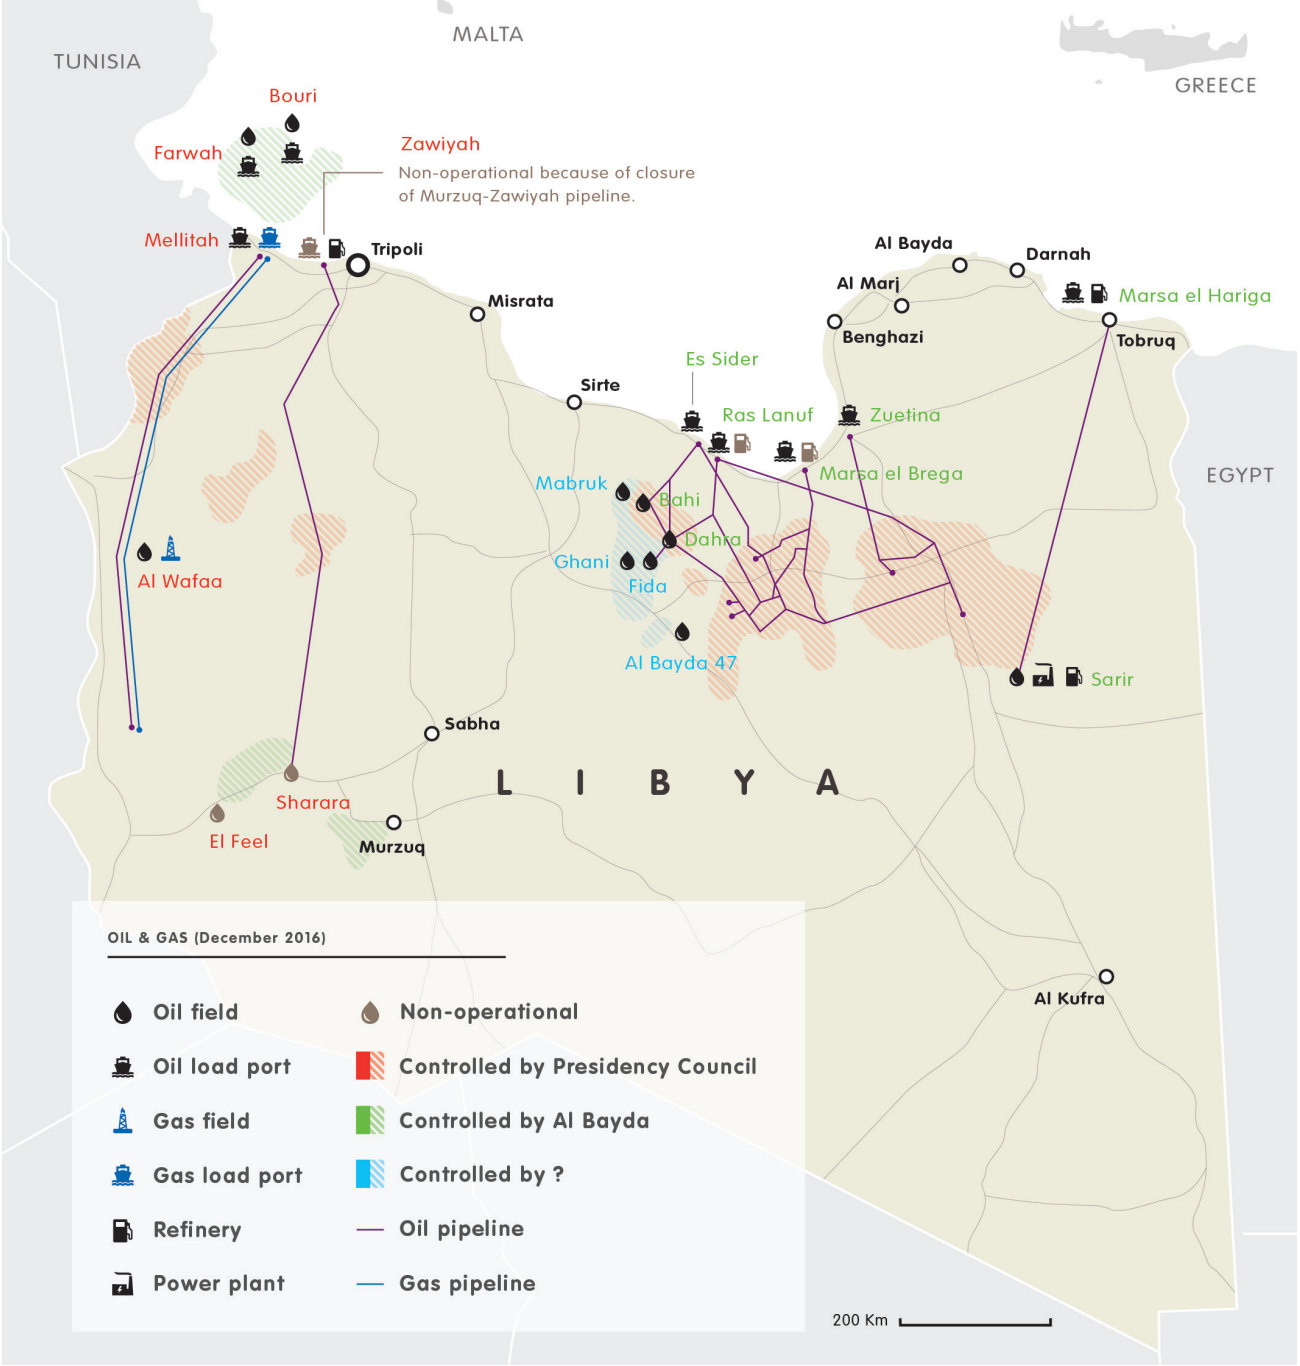 MALTA
TUNISIA
GREECE
Bouri
Farwah
Zawiyah
Non-operational because of closure
of Murzuq-Zawiyah pipeline.
Mellitah
Tripoli
Al Bayda
Darnah
Al Marj
Marsa el Hariga
Misrata
Benghazi
Tobruq
Es Sider
Sirte
Ras Lanuf
Zuetina
Marsa el Brega
EGYPT
Mabruk
Bahi
Dahra
Ghani
Fida
Al Wafaa
Al Bayda 47
Sarir
Sabha
LIBYA
Sharara
El Feel
Murzuq
Al Kufra
OIL & GAS (December 2016)
Oil field
Non-operational
Oil load port
Controlled by Presidency Council
Gas field
Controlled by Al Bayda
Gas load port
Controlled by ?
Refinery
Oil pipeline
Power plant
Gas pipeline
200 Km